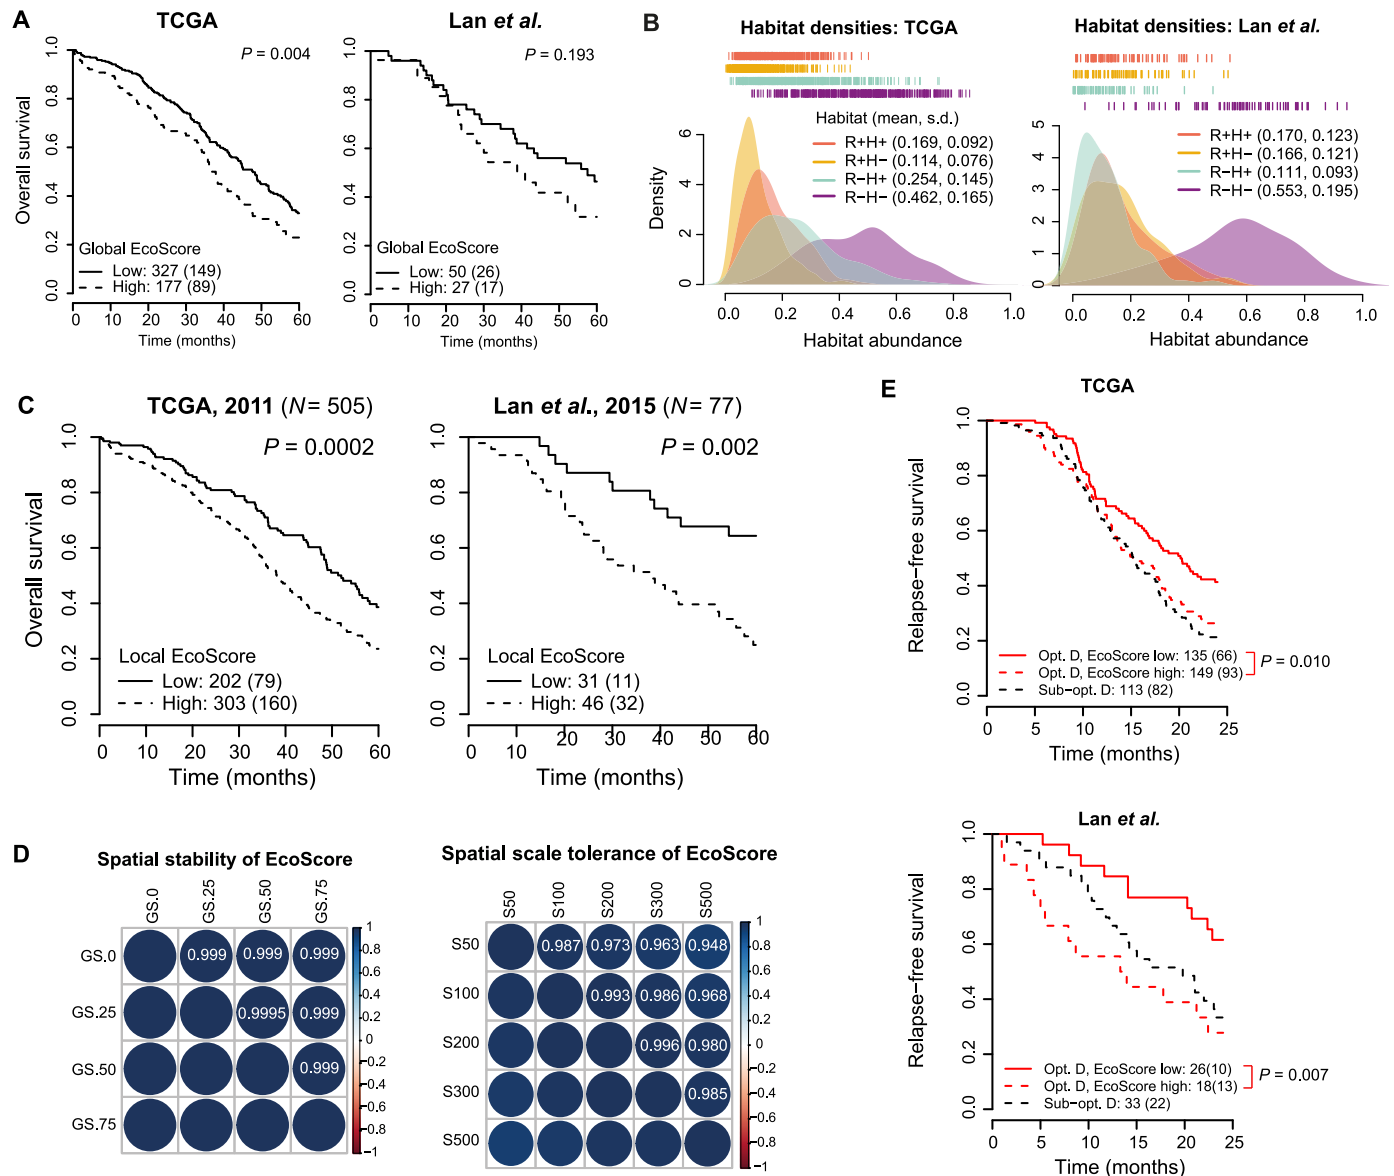 A
TCGA
P = 0.004
Overall survival
1.0
0.8
0.6
0.4
0.2
0.0
Global EcoScore
Low: 327 (149)
High: 177 (89)
0 10 20 30 40 50 60
Time (months)
Lan et al.
P = 0.193
1.0
0.8
0.6
0.4
0.2
0.0
Global EcoScore
Low: 50 (26)
High: 27 (17)
0 10 20 30 40 50 60
Time (months)
B
Habitat densities: TCGA
Habitat (mean, s.d.)
R+H+ (0.169, 0.092)
R+H− (0.114, 0.076)
R−H+ (0.254, 0.145)
R−H− (0.462, 0.165)
Density
6
4
2
0
0.0 0.2 0.4 0.6 0.8 1.0
Habitat abundance
Habitat densities: Lan et al.
R+H+ (0.170, 0.123)
R+H− (0.166, 0.121)
R−H+ (0.111, 0.093)
R−H− (0.553, 0.195)
5
4
3
2
1
0
0.0 0.2 0.4 0.6 0.8 1.0
Habitat abundance
C
TCGA, 2011 (N = 505)
P = 0.0002
Overall survival
1.0
0.8
0.6
0.4
0.2
0.0
Local EcoScore
Low: 202 (79)
High: 303 (160)
0 10 20 30 40 50 60
Time (months)
Lan et al., 2015 (N = 77)
P = 0.002
1.0
0.8
0.6
0.4
0.2
0.0
Local EcoScore
Low: 31 (11)
High: 46 (32)
0 10 20 30 40 50 60
Time (months)
D
Spatial stability of EcoScore
GS.0 GS.25 GS.50 GS.75
GS.0 0.999 0.999 0.999
GS.25 0.9995 0.999
GS.50 0.999
GS.75
1
0.8
0.6
0.4
0.2
0
−0.2
−0.4
−0.6
−0.8
−1
Spatial scale tolerance of EcoScore
S50 S100 S200 S300 S500
S50 0.987 0.973 0.963 0.948
S100 0.993 0.986 0.968
S200 0.996 0.980
S300 0.985
S500
1
0.8
0.6
0.4
0.2
0
−0.2
−0.4
−0.6
−0.8
−1
E
TCGA
Relapse−free survival
1.0
0.8
0.6
0.4
0.2
0.0
Opt. D, EcoScore low: 135 (66)
Opt. D, EcoScore high: 149 (93)
Sub−opt. D: 113 (82)
P = 0.010
0 5 10 15 20 25
Time (months)
Lan et al.
Relapse−free survival
1.0
0.8
0.6
0.4
0.2
0.0
Opt. D, EcoScore low: 26(10)
Opt. D, EcoScore high: 18(13)
Sub−opt. D: 33 (22)
P = 0.007
0 5 10 15 20 25
Time (months)